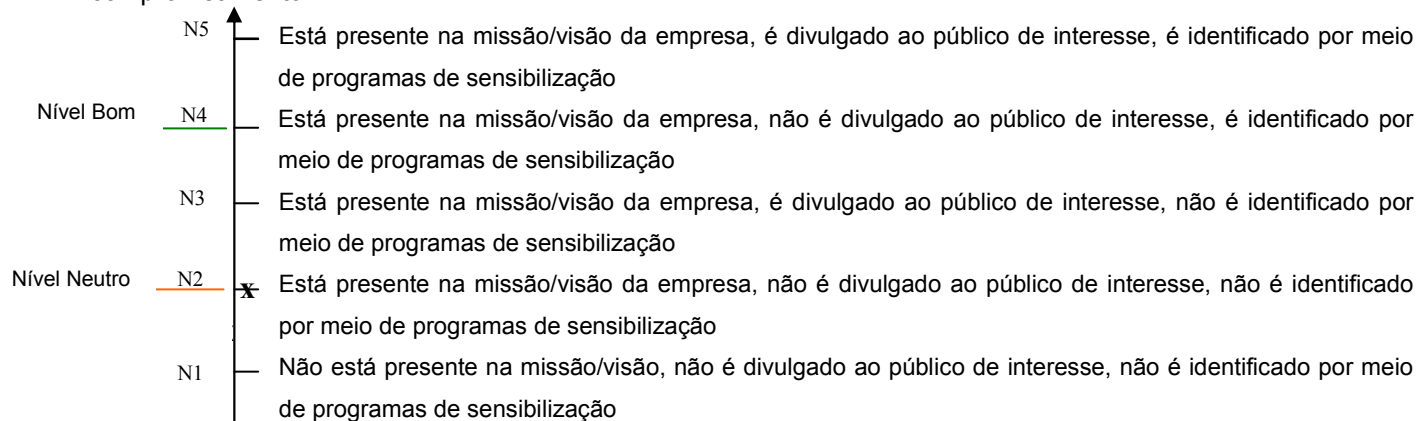 N5 Está presente na missão/visão da empresa, é divulgado ao público de interesse, é identificado por meio
de programas de sensibilização
Nível Bom N4 Está presente na missão/visão da empresa, não é divulgado ao público de interesse, é identificado por
meio de programas de sensibilização
N3 Está presente na missão/visão da empresa, é divulgado ao público de interesse, não é identificado por
meio de programas de sensibilização
Nível Neutro N2 x Está presente na missão/visão da empresa, não é divulgado ao público de interesse, não é identificado
por meio de programas de sensibilização
N1 Não está presente na missão/visão, não é divulgado ao público de interesse, não é identificado por meio
de programas de sensibilização